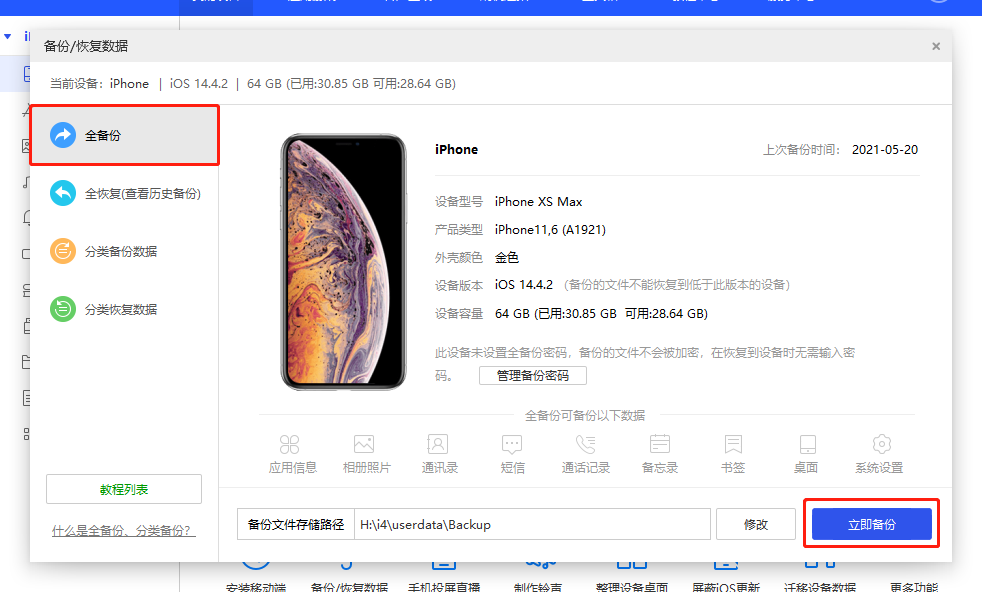 备份/恢复数据
当前设备: iPhone | iOS 14.4.2 | 64 GB (已用:30.85 GB 可用:28.64 GB)
全备份
全恢复(查看历史备份)
分类备份数据
分类恢复数据
教程列表
什么是全备份、分类备份?
iPhone
上次备份时间: 2021-05-20
设备型号 iPhone XS Max
产品类型 iPhone11,6 (A1921)
外壳颜色 金色
设备版本 iOS 14.4.2 (备份的文件不能恢复到低于此版本的设备)
设备容量 64 GB (已用:30.85 GB 可用:28.64 GB)
此设备未设置全备份密码，备份的文件不会被加密，在恢复到设备时无需输入密
码。 管理备份密码
全备份可备份以下数据
应用信息 相册照片 通讯录 短信 通话记录 备忘录 书签 桌面 系统设置
备份文件存储路径 H:\i4\userdata\Backup 修改 立即备份
安装移动端 备份/恢复数据 手机投屏直播 制作铃声 整理设备桌面 屏蔽iOS更新 迁移设备数据 更多功能